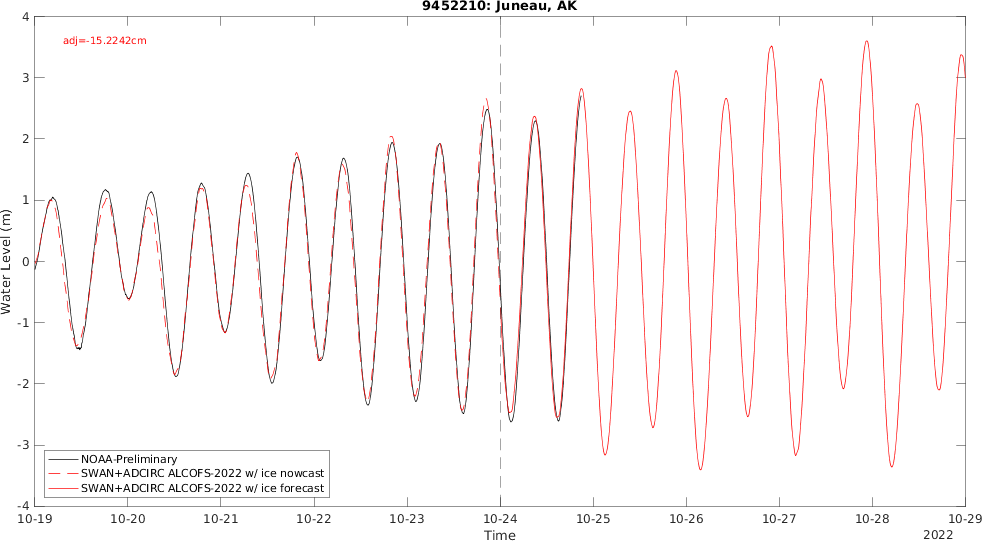 9452210: Juneau, AK
adj=-15.2242cm
4
3
2
1
0
-1
-2
-3
-4
Water Level (m)
NOAA-Preliminary
SWAN+ADCIRC ALCOFS-2022 w/ ice nowcast
SWAN+ADCIRC ALCOFS-2022 w/ ice forecast
10-19 10-20 10-21 10-22 10-23 10-24 10-25 10-26 10-27 10-28 10-29
Time
2022